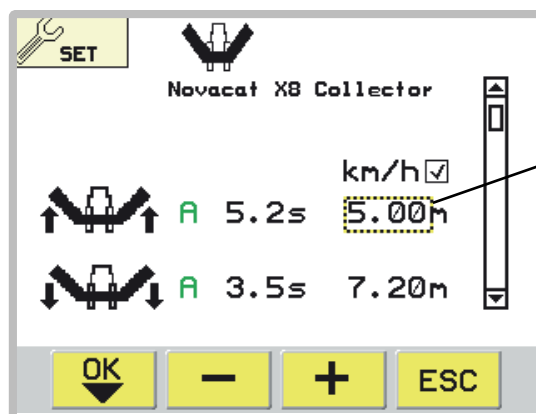 SET
Novacat X8 Collector
km/h
A 5.2s 5.00m
A 3.5s 7.20m
OK − + ESC